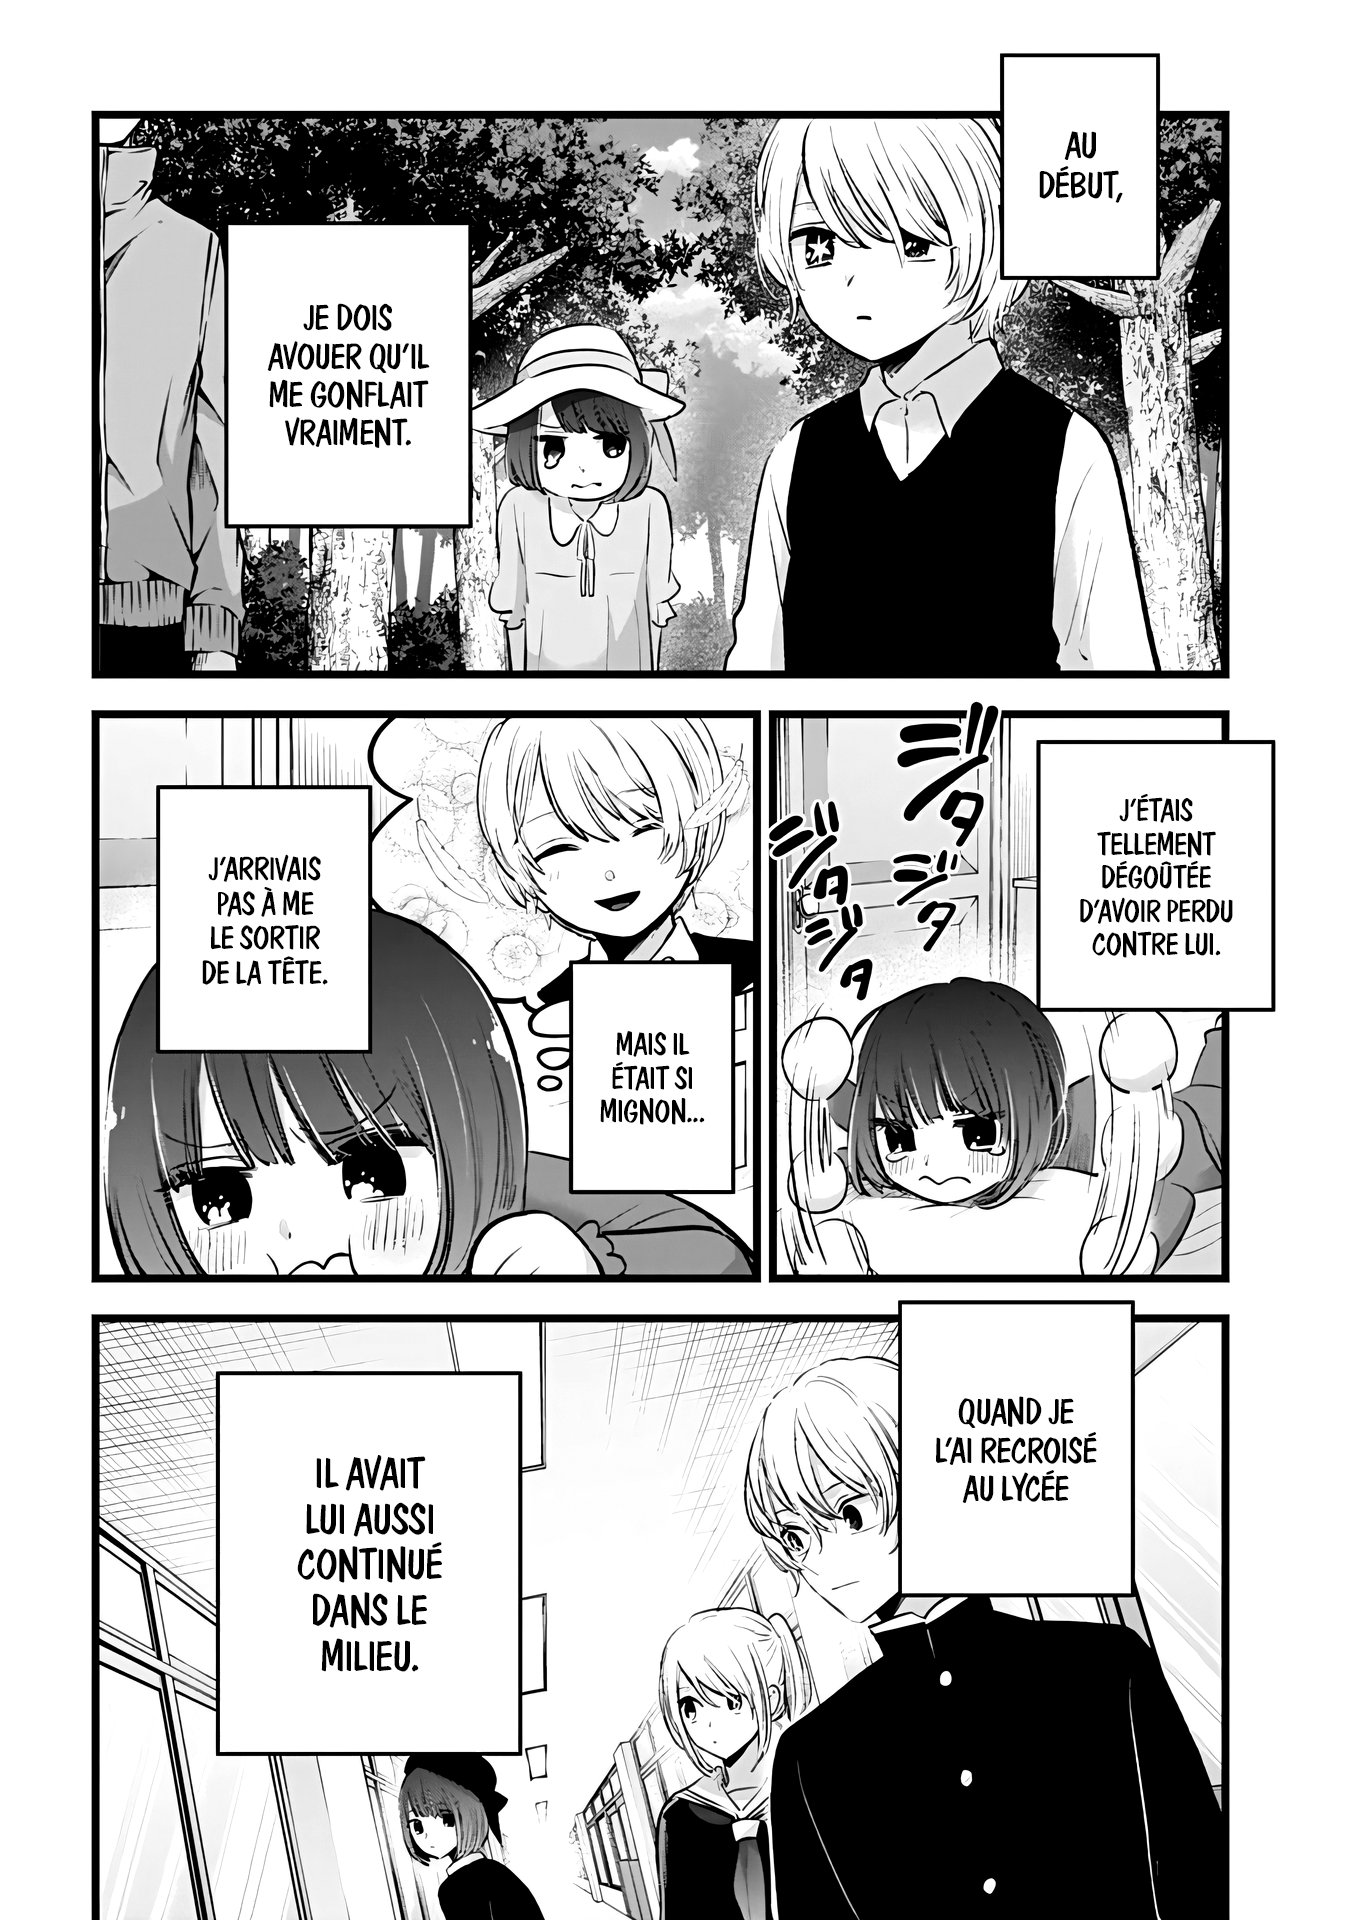 AU
DÉBUT,
JE DOIS
AVOUER QU'IL
ME GONFLAIT
VRAIMENT.
J'ÉTAIS
TELLEMENT
DÉGOÛTÉE
D'AVOIR PERDU
CONTRE LUI.
ジタ
ジタ
ジタ
ジタ
MAIS IL
ÉTAIT SI
MIGNON...
J'ARRIVAIS
PAS À ME
LE SORTIR
DE LA TÊTE.
QUAND JE
L'AI RECROISÉ
AU LYCÉE
IL AVAIT
LUI AUSSI
CONTINUÉ
DANS LE
MILIEU.